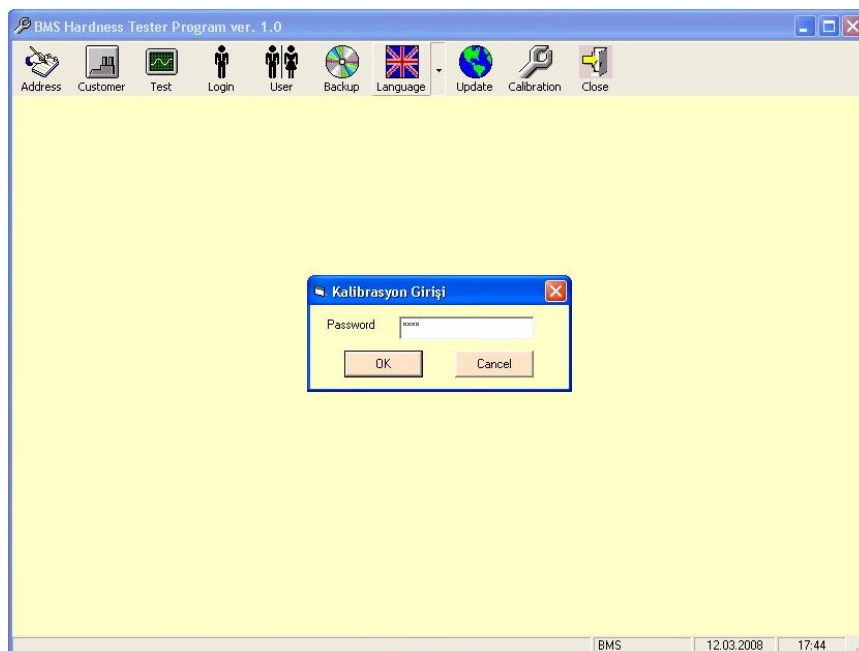 BMS Hardness Tester Program ver. 1.0
Address Customer Test Login User Backup Language Update Calibration Close
Kalibrasyon Girişi
Password ****
OK Cancel
BMS 12.03.2008 17:44